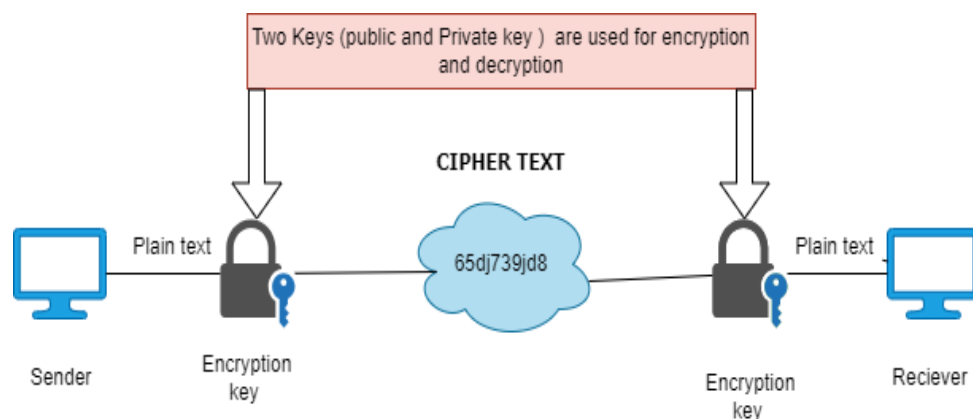 Two Keys (public and Private key ) are used for encryption
and decryption
CIPHER TEXT
65dj739jd8
Plain text
Plain text
Sender
Encryption
key
Encryption
key
Reciever